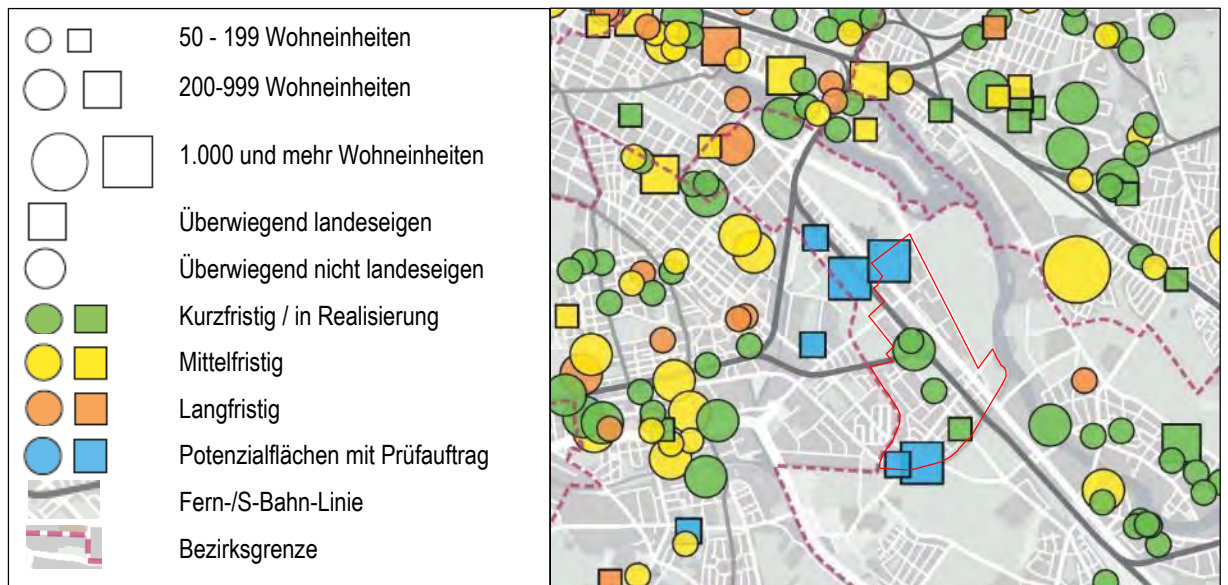 50 - 199 Wohneinheiten
200-999 Wohneinheiten
1.000 und mehr Wohneinheiten
Überwiegend landeseigen
Überwiegend nicht landeseigen
Kurzfristig / in Realisierung
Mittelfristig
Langfristig
Potenzialflächen mit Prüfauftrag
Fern-/S-Bahn-Linie
Bezirksgrenze